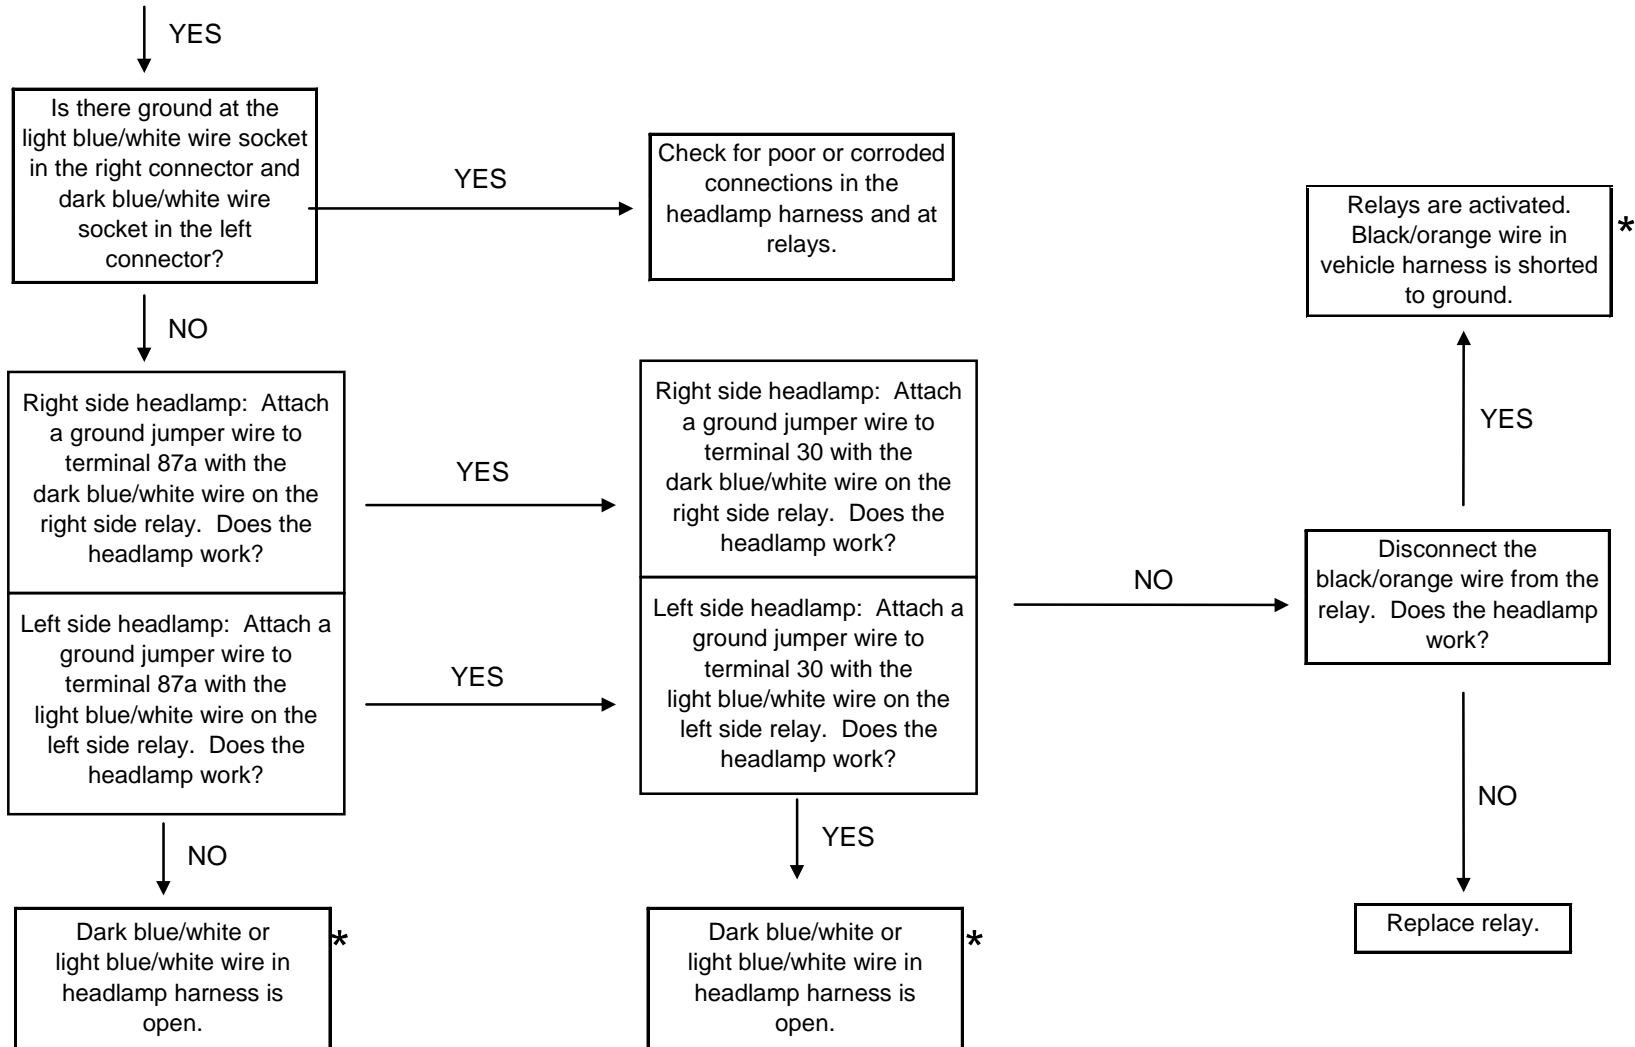 YES
Is there ground at the
light blue/white wire socket
in the right connector and
dark blue/white wire
socket in the left
connector?
YES
Check for poor or corroded
connections in the
headlamp harness and at
relays.
Relays are activated.
Black/orange wire in
vehicle harness is shorted
to ground.
*
NO
YES
Right side headlamp: Attach
a ground jumper wire to
terminal 87a with the
dark blue/white wire on the
right side relay. Does the
headlamp work?
YES
Right side headlamp: Attach
a ground jumper wire to
terminal 30 with the
dark blue/white wire on the
right side relay. Does the
headlamp work?
Left side headlamp: Attach a
ground jumper wire to
terminal 87a with the
light blue/white wire on the
left side relay. Does the
headlamp work?
YES
Left side headlamp: Attach a
ground jumper wire to
terminal 30 with the
light blue/white wire on the
left side relay. Does the
headlamp work?
NO
Disconnect the
black/orange wire from the
relay. Does the headlamp
work?
NO
YES
NO
Dark blue/white or
light blue/white wire in
headlamp harness is
open.
*
Dark blue/white or
light blue/white wire in
headlamp harness is
open.
*
Replace relay.